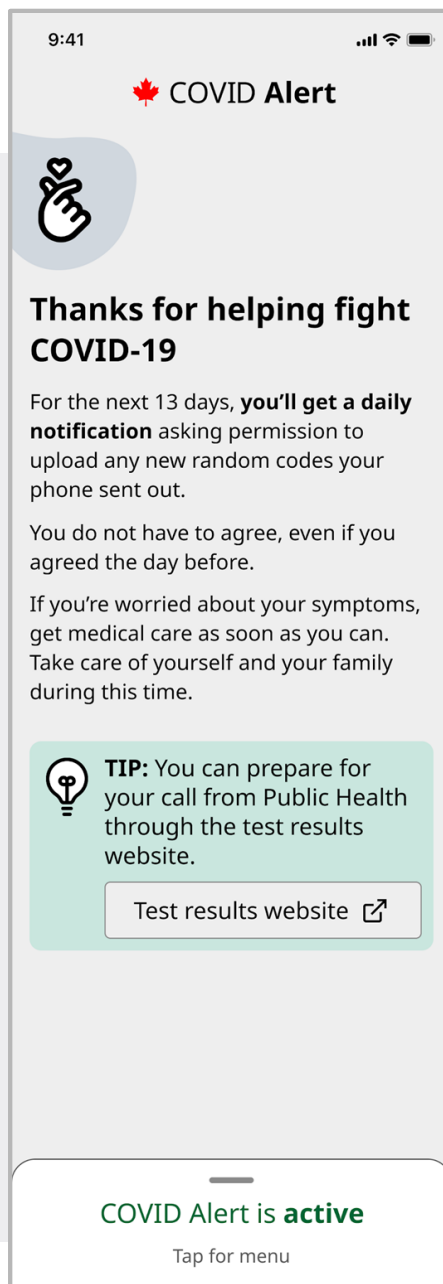 9:41
COVID Alert
Thanks for helping fight
COVID-19
For the next 13 days, you’ll get a daily
notification asking permission to
upload any new random codes your
phone sent out.
You do not have to agree, even if you
agreed the day before.
If you’re worried about your symptoms,
get medical care as soon as you can.
Take care of yourself and your family
during this time.
TIP: You can prepare for
your call from Public Health
through the test results
website.
Test results website
COVID Alert is active
Tap for menu